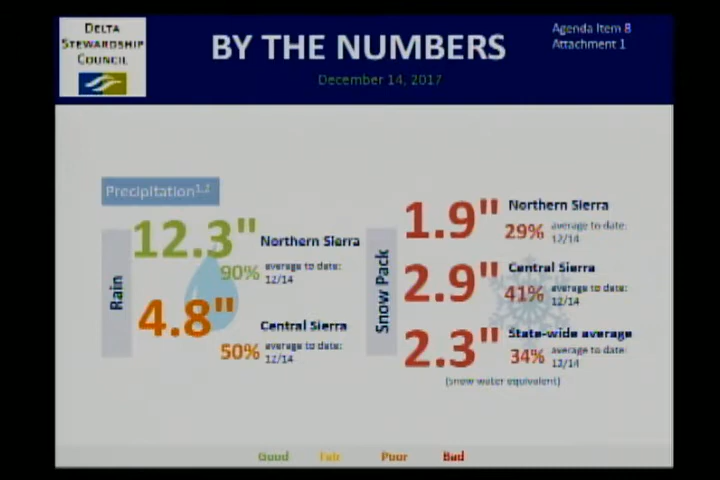 DELTA
STEWARDSHIP
COUNCIL
BY THE NUMBERS
December 14, 2017
Agenda Item 8
Attachment 1
Precipitation1,2
Rain
12.3"
Northern Sierra
90%
average to date:
12/14
4.8"
Central Sierra
50%
average to date:
12/14
Snow Pack
1.9"
Northern Sierra
29%
average to date:
12/14
2.9"
Central Sierra
41%
average to date:
12/14
2.3"
State-wide average
34%
average to date:
12/14
(snow water equivalent)
Good Fair Poor Bad